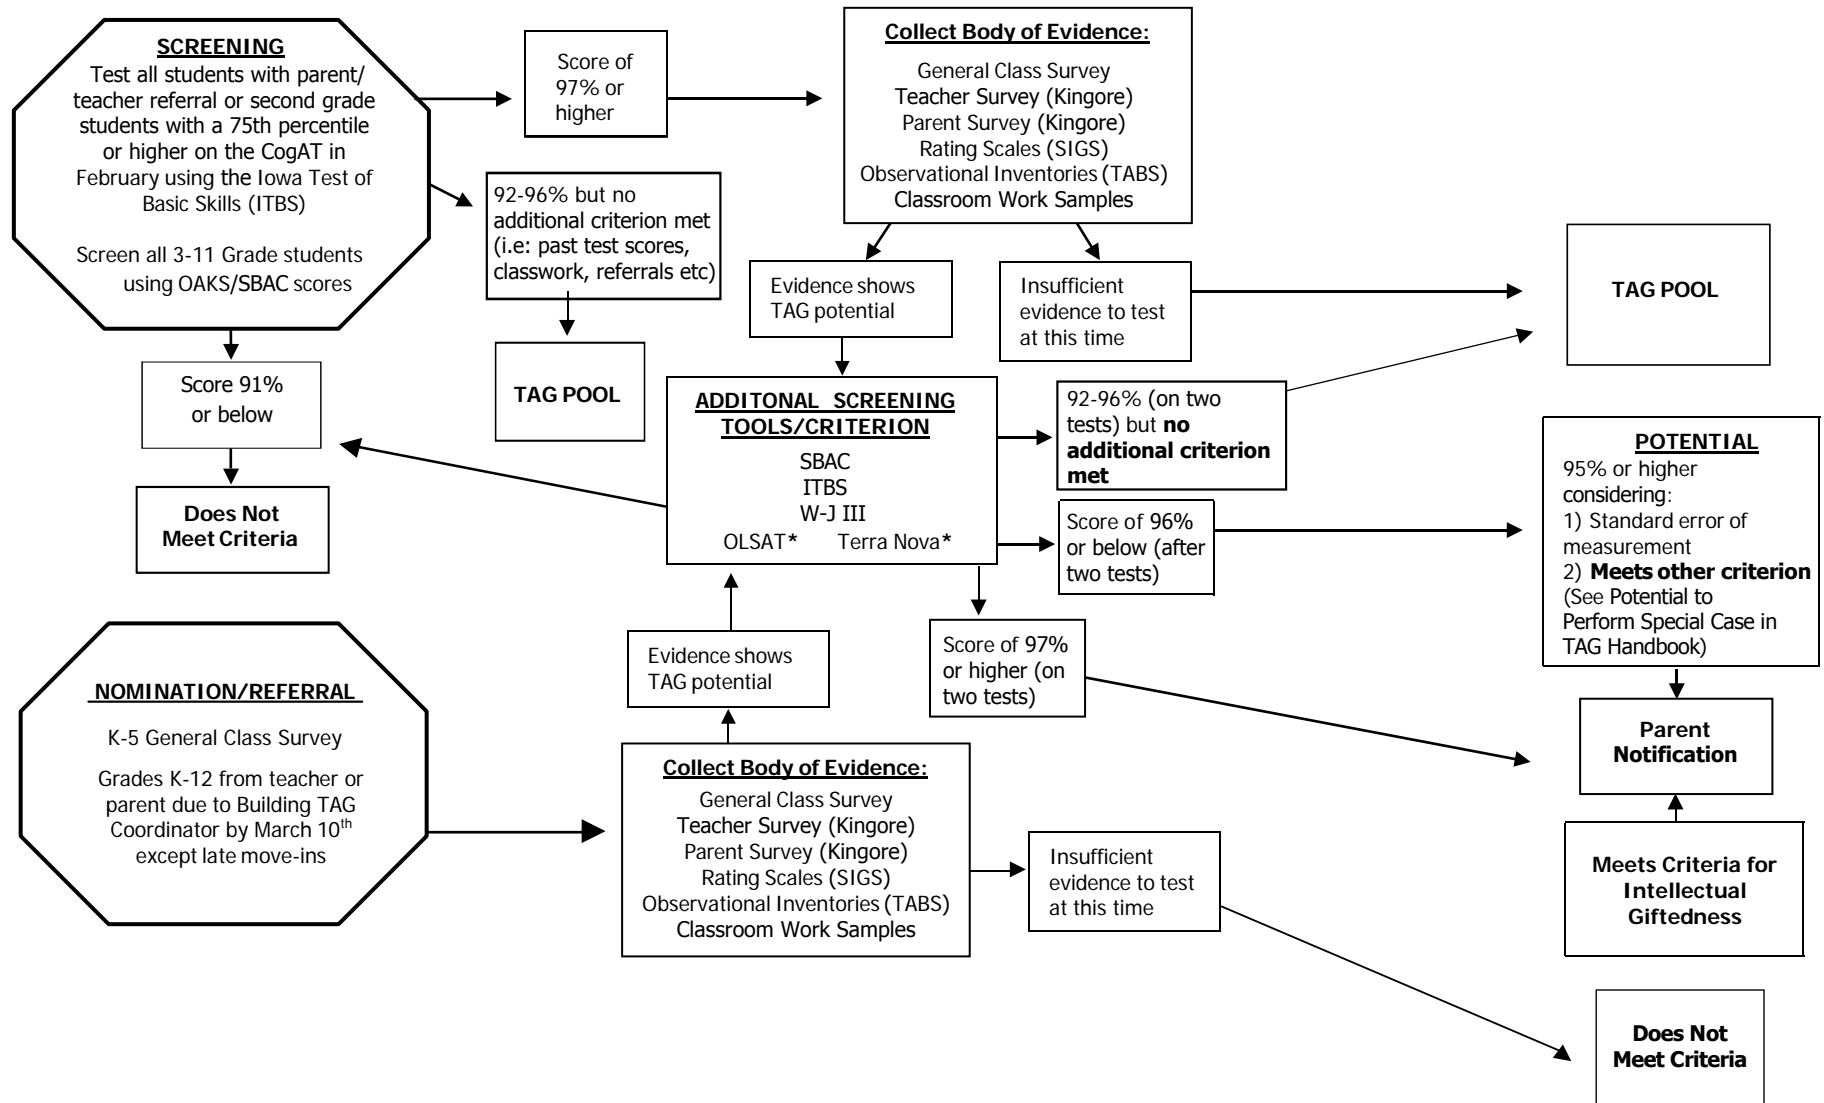 SCREENING
Test all students with parent/
teacher referral or second grade
students with a 75th percentile
or higher on the CogAT in
February using the Iowa Test of
Basic Skills (ITBS)
Screen all 3-11 Grade students
using OAKS/SBAC scores
Score of
97% or
higher
Collect Body of Evidence:
General Class Survey
Teacher Survey (Kingore)
Parent Survey (Kingore)
Rating Scales (SIGS)
Observational Inventories (TABS)
Classroom Work Samples
92-96% but no
additional criterion met
(i.e: past test scores,
classwork, referrals etc)
TAG POOL
Evidence shows
TAG potential
Insufficient
evidence to test
at this time
TAG POOL
Score 91%
or below
Does Not
Meet Criteria
ADDITONAL SCREENING
TOOLS/CRITERION
SBAC
ITBS
W-J III
OLSAT* Terra Nova*
92-96% (on two
tests) but no
additional criterion
met
Score of 96%
or below (after
two tests)
Score of 97%
or higher (on
two tests)
POTENTIAL
95% or higher
considering:
1) Standard error of
measurement
2) Meets other criterion
(See Potential to
Perform Special Case in
TAG Handbook)
Parent
Notification
Meets Criteria for
Intellectual
Giftedness
NOMINATION/REFERRAL
K-5 General Class Survey
Grades K-12 from teacher or
parent due to Building TAG
Coordinator by March 10th
except late move-ins
Evidence shows
TAG potential
Collect Body of Evidence:
General Class Survey
Teacher Survey (Kingore)
Parent Survey (Kingore)
Rating Scales (SIGS)
Observational Inventories (TABS)
Classroom Work Samples
Insufficient
evidence to test
at this time
Does Not
Meet Criteria